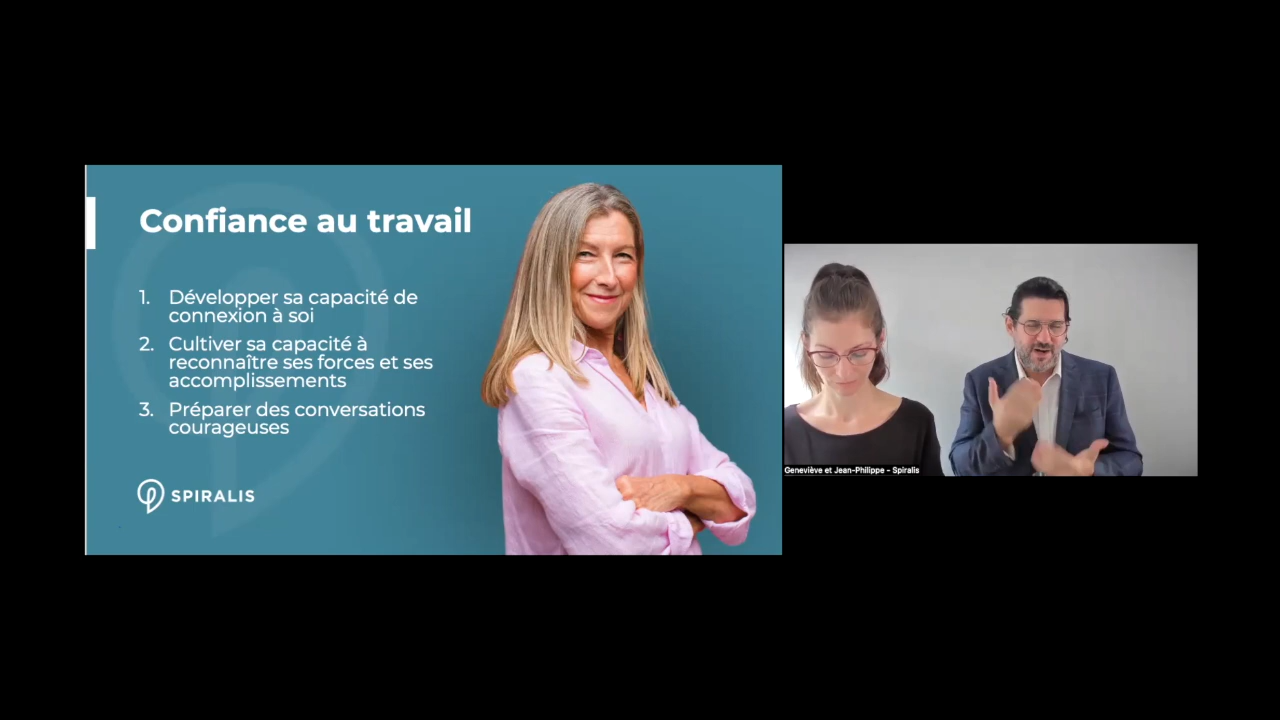 Confiance au travail
1. Développer sa capacité de
connexion à soi
2. Cultiver sa capacité à
reconnaître ses forces et ses
accomplissements
3. Préparer des conversations
courageuses
SPIRALIS
Geneviève et Jean-Philippe - Spiralis